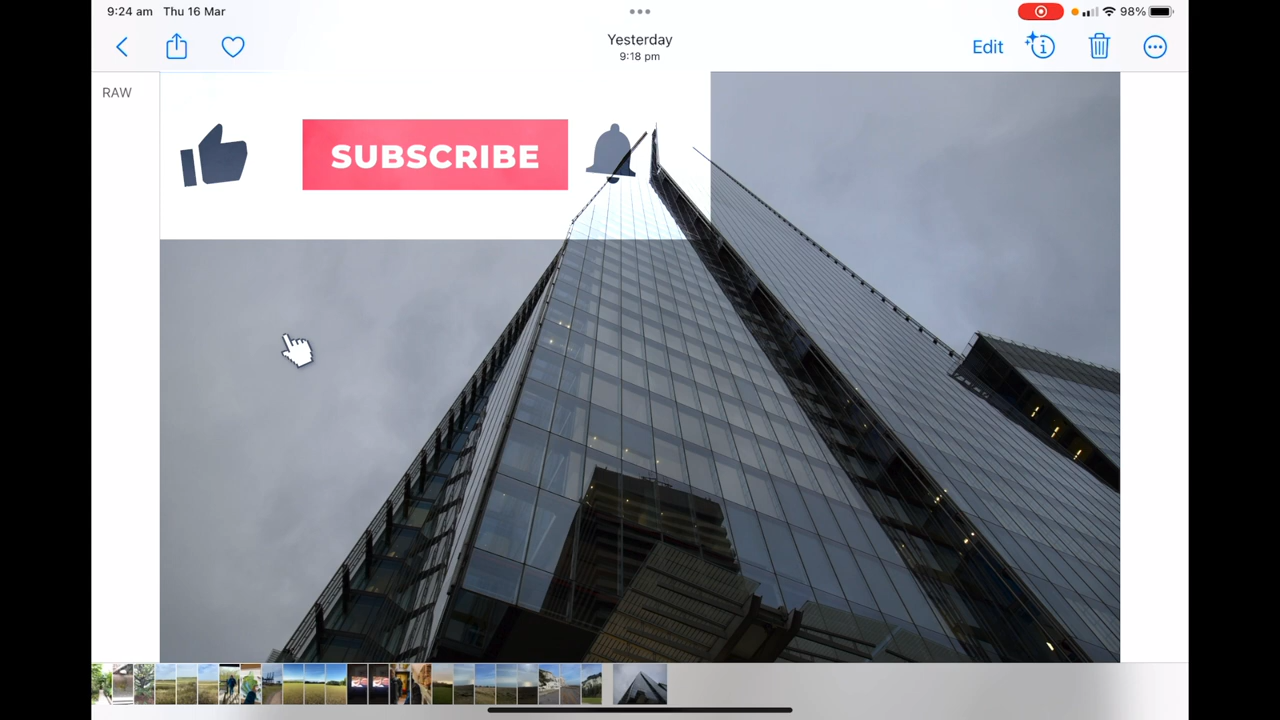 9:24 am Thu 16 Mar
98%
Yesterday
9:18 pm
Edit
RAW
SUBSCRIBE